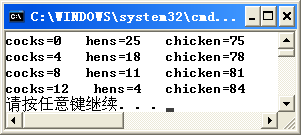 C:\WINDOWS\system32\cmd...
cocks=0   hens=25   chicken=75
cocks=4   hens=18   chicken=78
cocks=8   hens=11   chicken=81
cocks=12   hens=4   chicken=84
请按任意键继续. . .